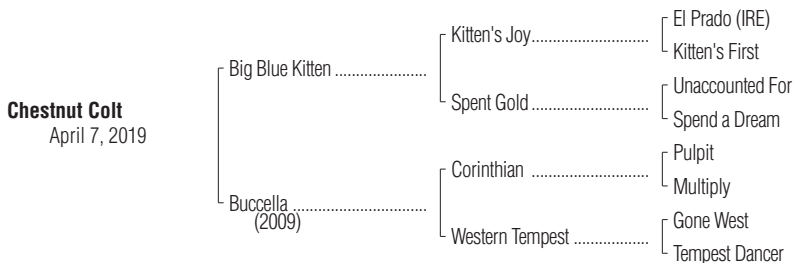 El Prado (IRE)
Kitten's Joy..............................
Kitten's First
Big Blue Kitten .......................
Unaccounted For
Spent Gold..............................
Spend a Dream
Chestnut Colt
April 7, 2019
Pulpit
Corinthian ..............................
Multiply
Buccella .................................
(2009)
Gone West
Western Tempest ...................
Tempest Dancer